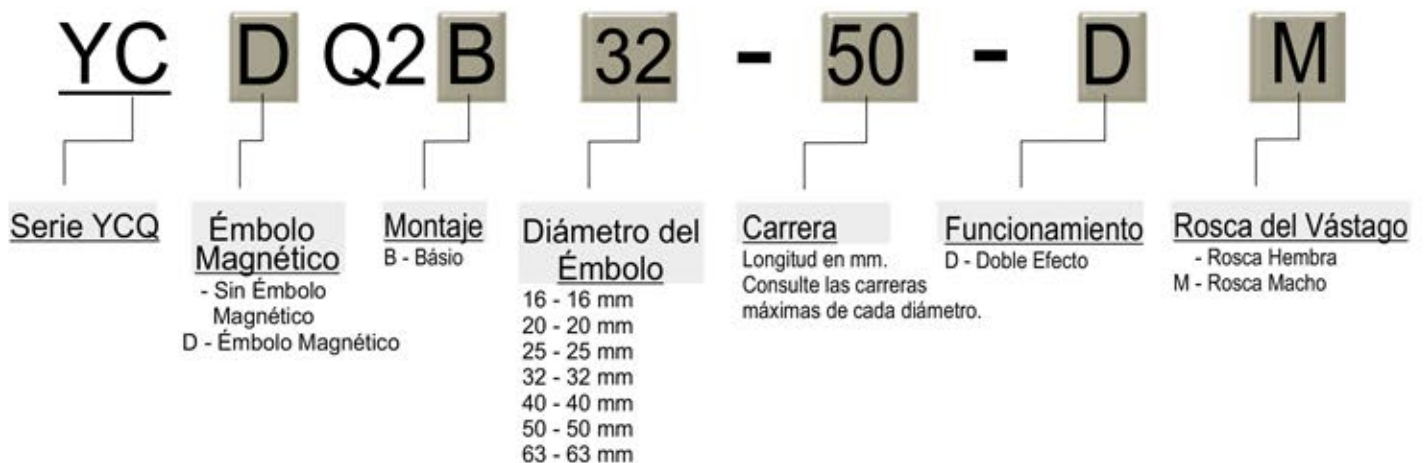 YC D Q2 B 32 - 50 - D M
Serie YCQ
Émbolo
Magnético
- Sin Émbolo
Magnético
D - Émbolo Magnético
Montaje
B - Básio
Diámetro del
Émbolo
16 - 16 mm
20 - 20 mm
25 - 25 mm
32 - 32 mm
40 - 40 mm
50 - 50 mm
63 - 63 mm
Carrera
Longitud en mm.
Consulte las carreras
máximas de cada diámetro.
Funcionamiento
D - Doble Efecto
Rosca del Vástago
- Rosca Hembra
M - Rosca Macho